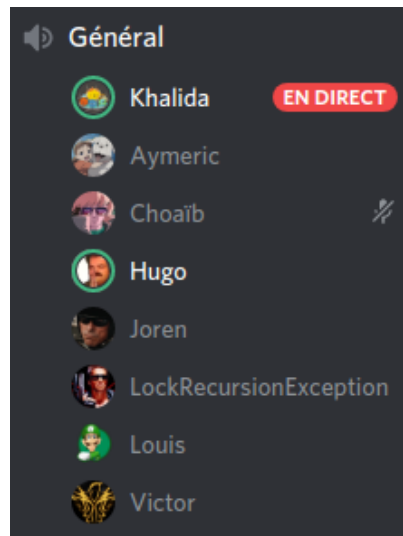 Général
Khalida EN DIRECT
Aymeric
Choaïb
Hugo
Joren
LockRecursionException
Louis
Victor